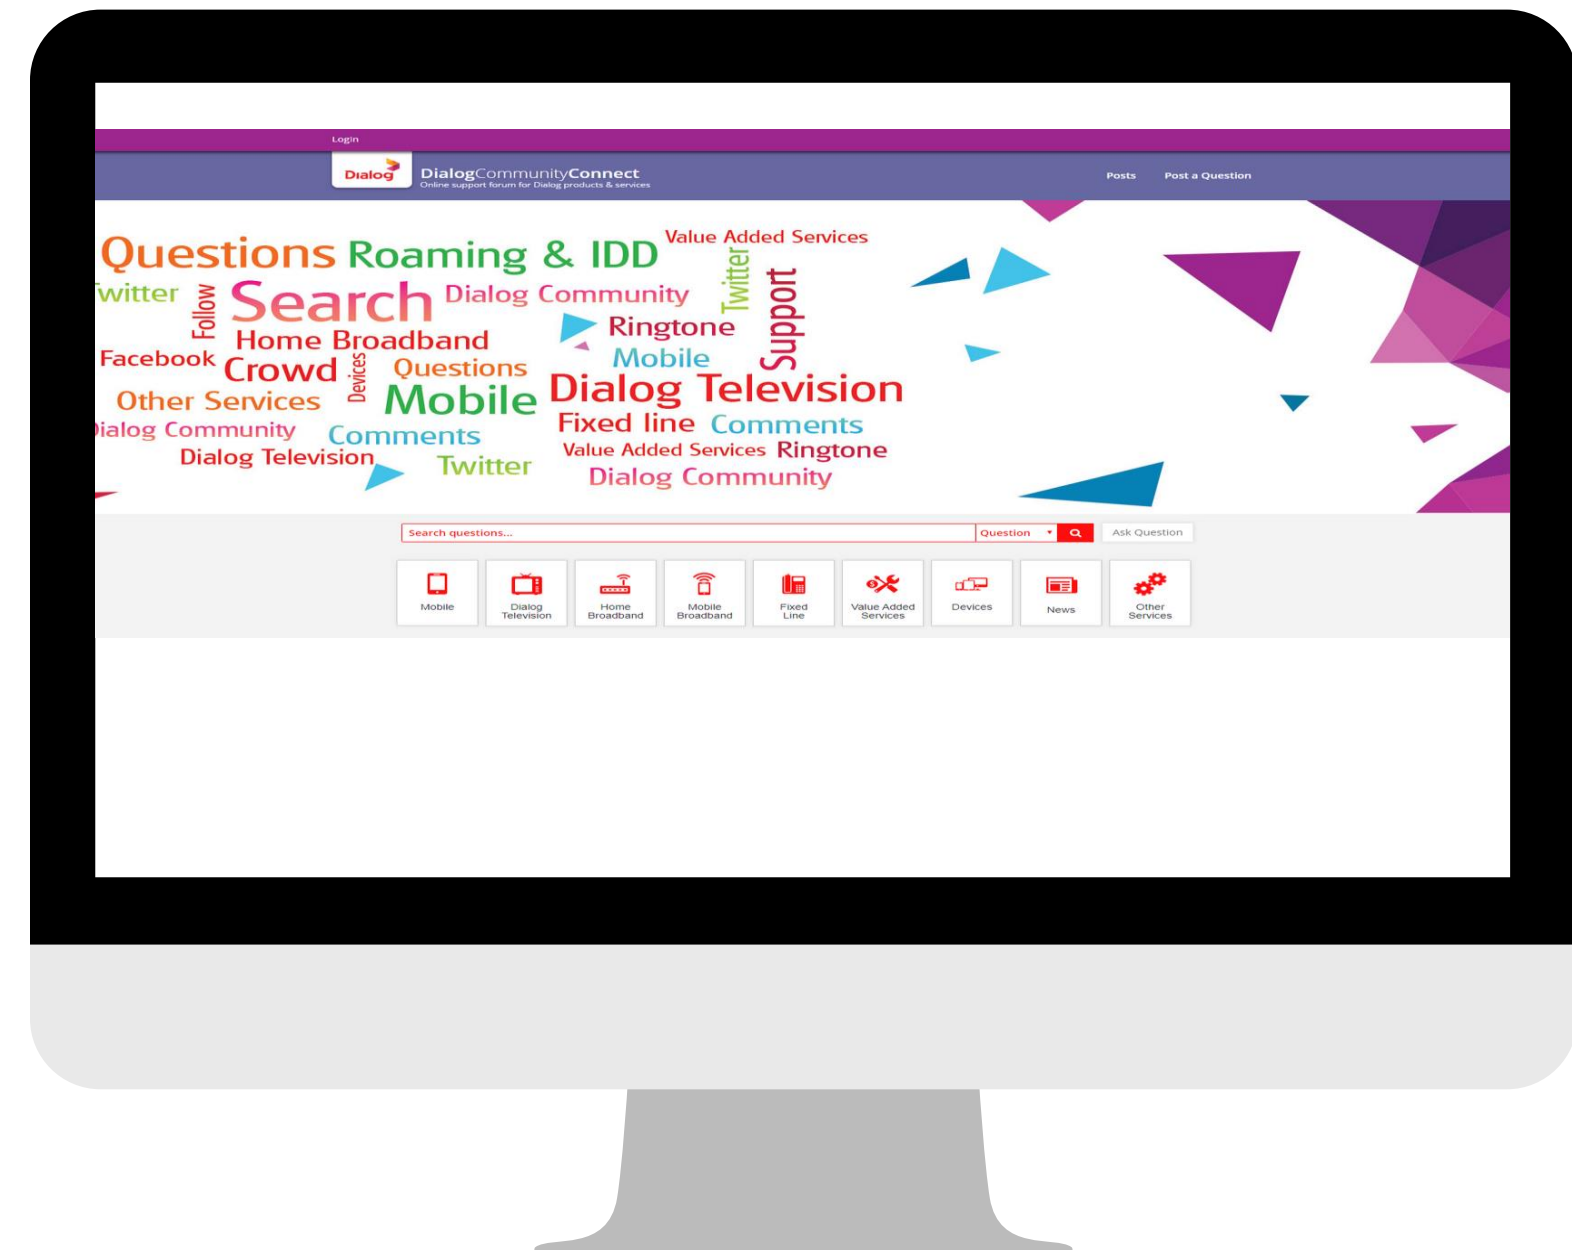 Login
Dialog
DialogCommunityConnect
Online support forum for Dialog products & services
Posts
Post a Question
Questions
Roaming & IDD
Value Added Services
witter
Follow
Search
Dialog Community
Twitter
Support
Home Broadband
Ringtone
Facebook
Crowd
Devices
Questions
Mobile
Other Services
Mobile
Dialog Television
ialog Community
Comments
Fixed line
Comments
Dialog Television
Twitter
Value Added Services
Ringtone
Dialog Community
Search questions...
Question
Ask Question
Mobile
Dialog
Television
Home
Broadband
Mobile
Broadband
Fixed
Line
Value Added
Services
Devices
News
Other
Services